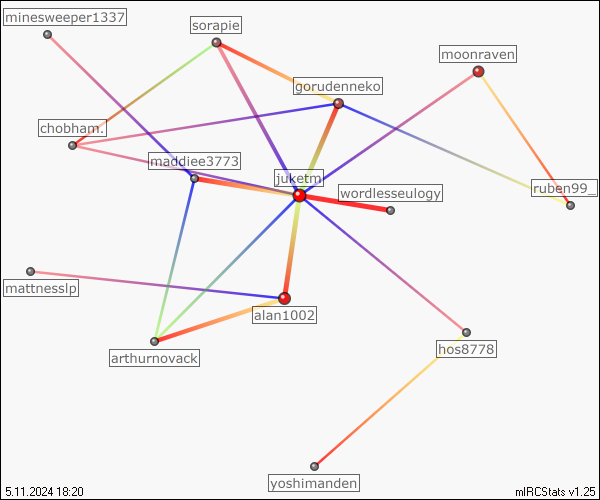 minesweeper1337
sorapie
moonraven
gorudenneko
chobham.
maddiee3773
juketm
wordlesseulogy
ruben99_
mattnesslp
alan1002
arthurnovack
hos8778
yoshimanden
5.11.2024 18:20
mIRCStats v1.25